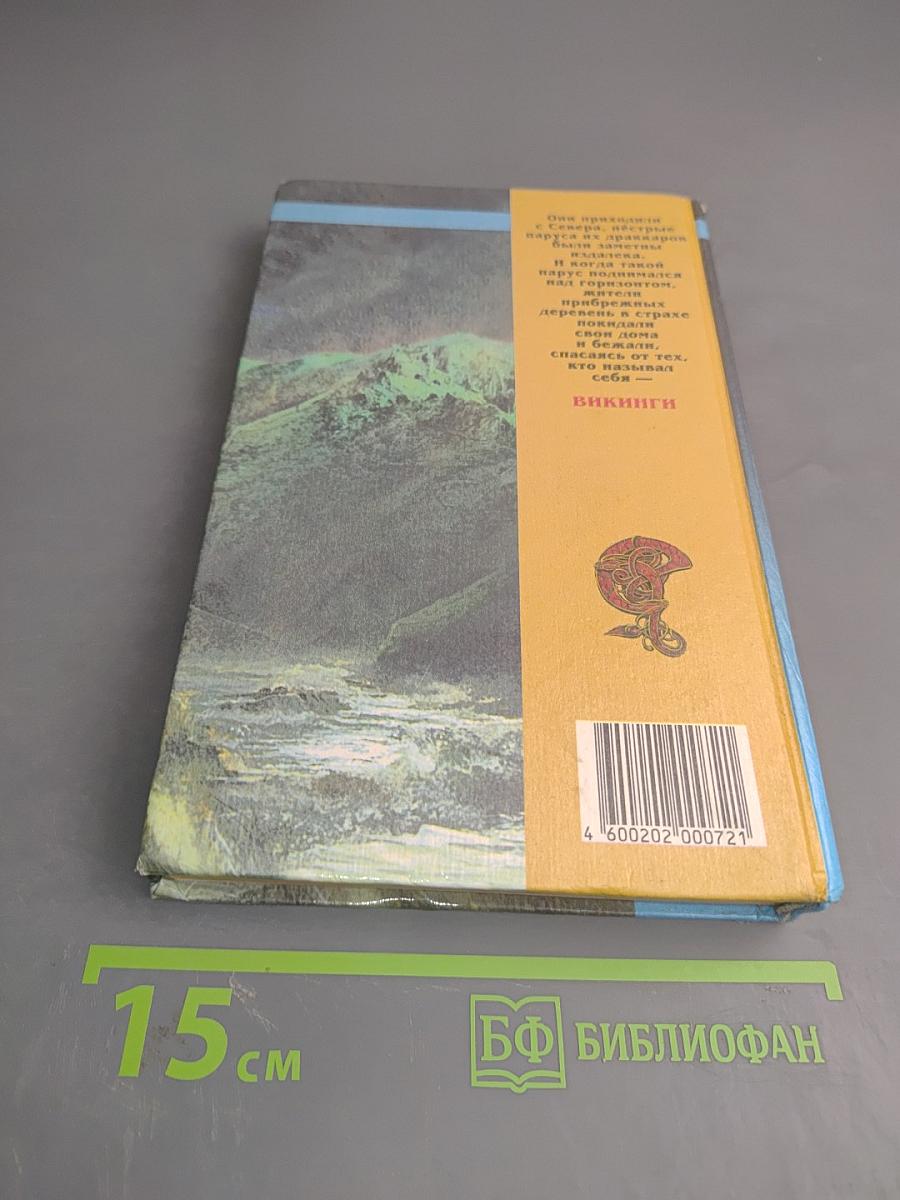 Они приходили
с Севера, пёстрые
паруса их драккаров
были заметны
издалека.
И когда такой
парус поднимался
над горизонтом,
жители
прибрежных
деревень в страхе
покидали
свои дома
и бежали,
спасаясь от тех,
кто называл
себя —
ВИКИНГИ
4 600202 000721
15 см
БФ БИБЛИОФАН